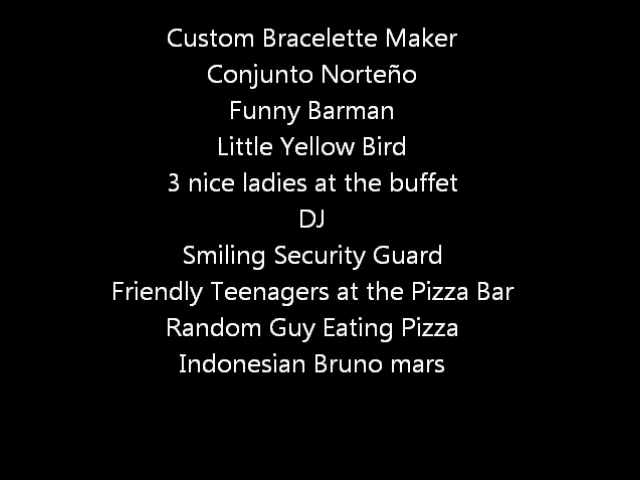 Custom Bracelette Maker
Conjunto Norteño
Funny Barman
Little Yellow Bird
3 nice ladies at the buffet
DJ
Smiling Security Guard
Friendly Teenagers at the Pizza Bar
Random Guy Eating Pizza
Indonesian Bruno mars